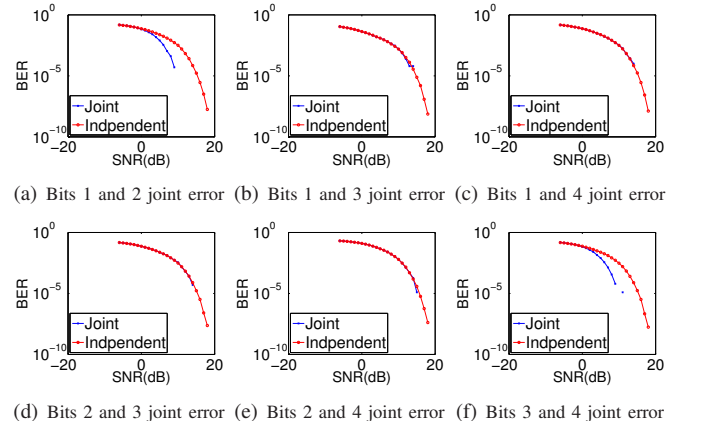 10^0
10^0
10^0
BER
10^-5
BER
10^-5
BER
10^-5
Joint
Indpendent
Joint
Indpendent
Joint
Indpendent
10^-10
10^-10
10^-10
−20 0 20
−20 0 20
−20 0 20
SNR(dB)
SNR(dB)
SNR(dB)
(a) Bits 1 and 2 joint error
(b) Bits 1 and 3 joint error
(c) Bits 1 and 4 joint error
10^0
10^0
10^0
BER
10^-5
BER
10^-5
BER
10^-5
Joint
Indpendent
Joint
Indpendent
Joint
Indpendent
10^-10
10^-10
10^-10
−20 0 20
−20 0 20
−20 0 20
SNR(dB)
SNR(dB)
SNR(dB)
(d) Bits 2 and 3 joint error
(e) Bits 2 and 4 joint error
(f) Bits 3 and 4 joint error